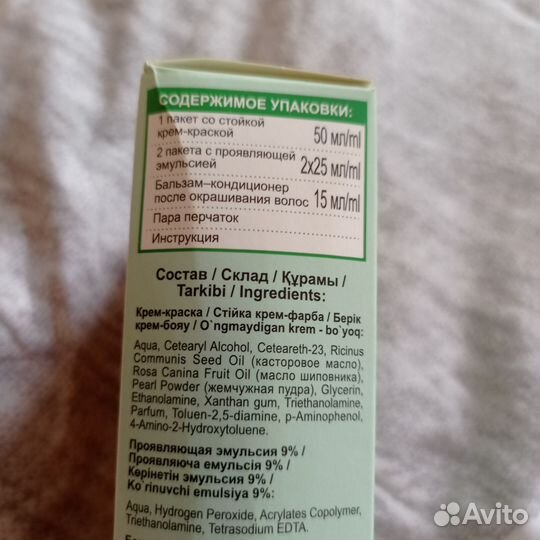 СОДЕРЖИМОЕ УПАКОВКИ:
1 пакет со стойкой
крем-краской 50 мл/ml
2 пакета с проявляющей
эмульсией 2х25 мл/ml
Бальзам–кондиционер
после окрашивания волос 15 мл/ml
Пара перчаток
Инструкция
Состав / Склад / Құрамы /
Tarkibi / Ingredients:
Крем-краска / Стійка крем-фарба / Берік
крем-бояу / O`ngmaydigan krem - bo`yoq:
Aqua, Cetearyl Alcohol, Ceteareth-23, Ricinus
Communis Seed Oil (касторовое масло),
Rosa Canina Fruit Oil (масло шиповника),
Pearl Powder (жемчужная пудра), Glycerin,
Ethanolamine, Xanthan gum, Triethanolamine,
Parfum, Toluen-2,5-diamine, p-Aminophenol,
4-Amino-2-Hydroxytoluene.
Проявляющая эмульсия 9% /
Проявляюча емульсія 9% /
Көрінетін эмульсия 9% /
Ko`rinuvchi emulsiya 9%:
Aqua, Hydrogen Peroxide, Acrylates Copolymer,
Triethanolamine, Tetrasodium EDTA.
Avito